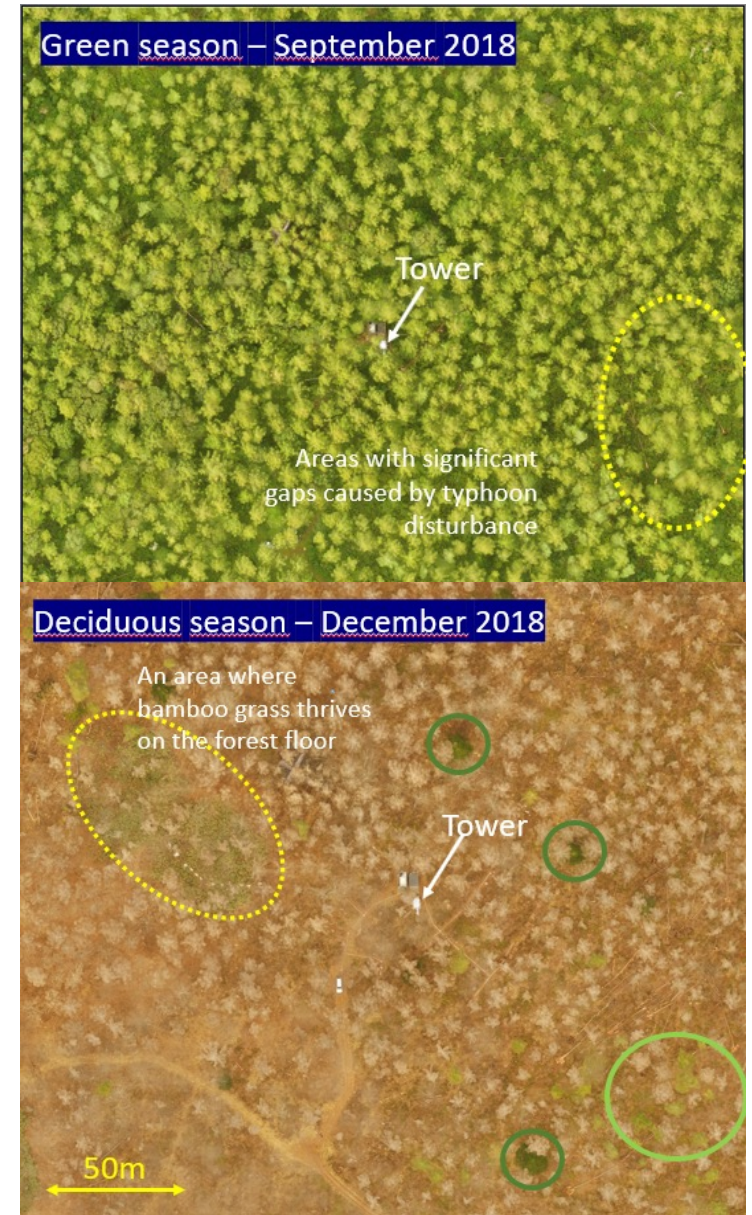 Green season – September 2018
Tower
Areas with significant
gaps caused by typhoon
disturbance
Deciduous season – December 2018
An area where
bamboo grass thrives
on the forest floor
Tower
50m